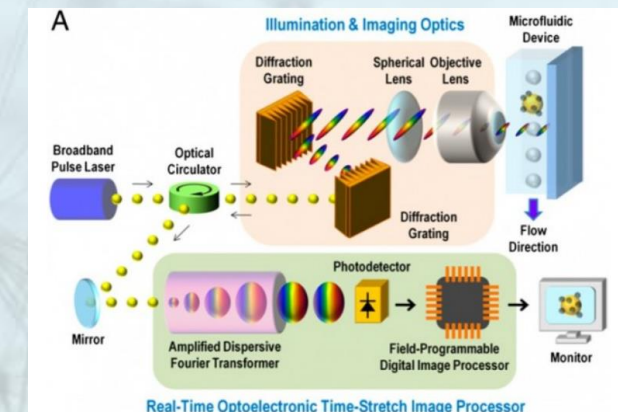 A
Illumination & Imaging Optics
Microfluidic
Device
Diffraction
Grating
Spherical
Lens
Objective
Lens
Broadband
Pulse Laser
Optical
Circulator
Diffraction
Grating
Flow
Direction
Photodetector
Mirror
Amplified Dispersive
Fourier Transformer
Field-Programmable
Digital Image Processor
Monitor
Real-Time Optoelectronic Time-Stretch Image Processor